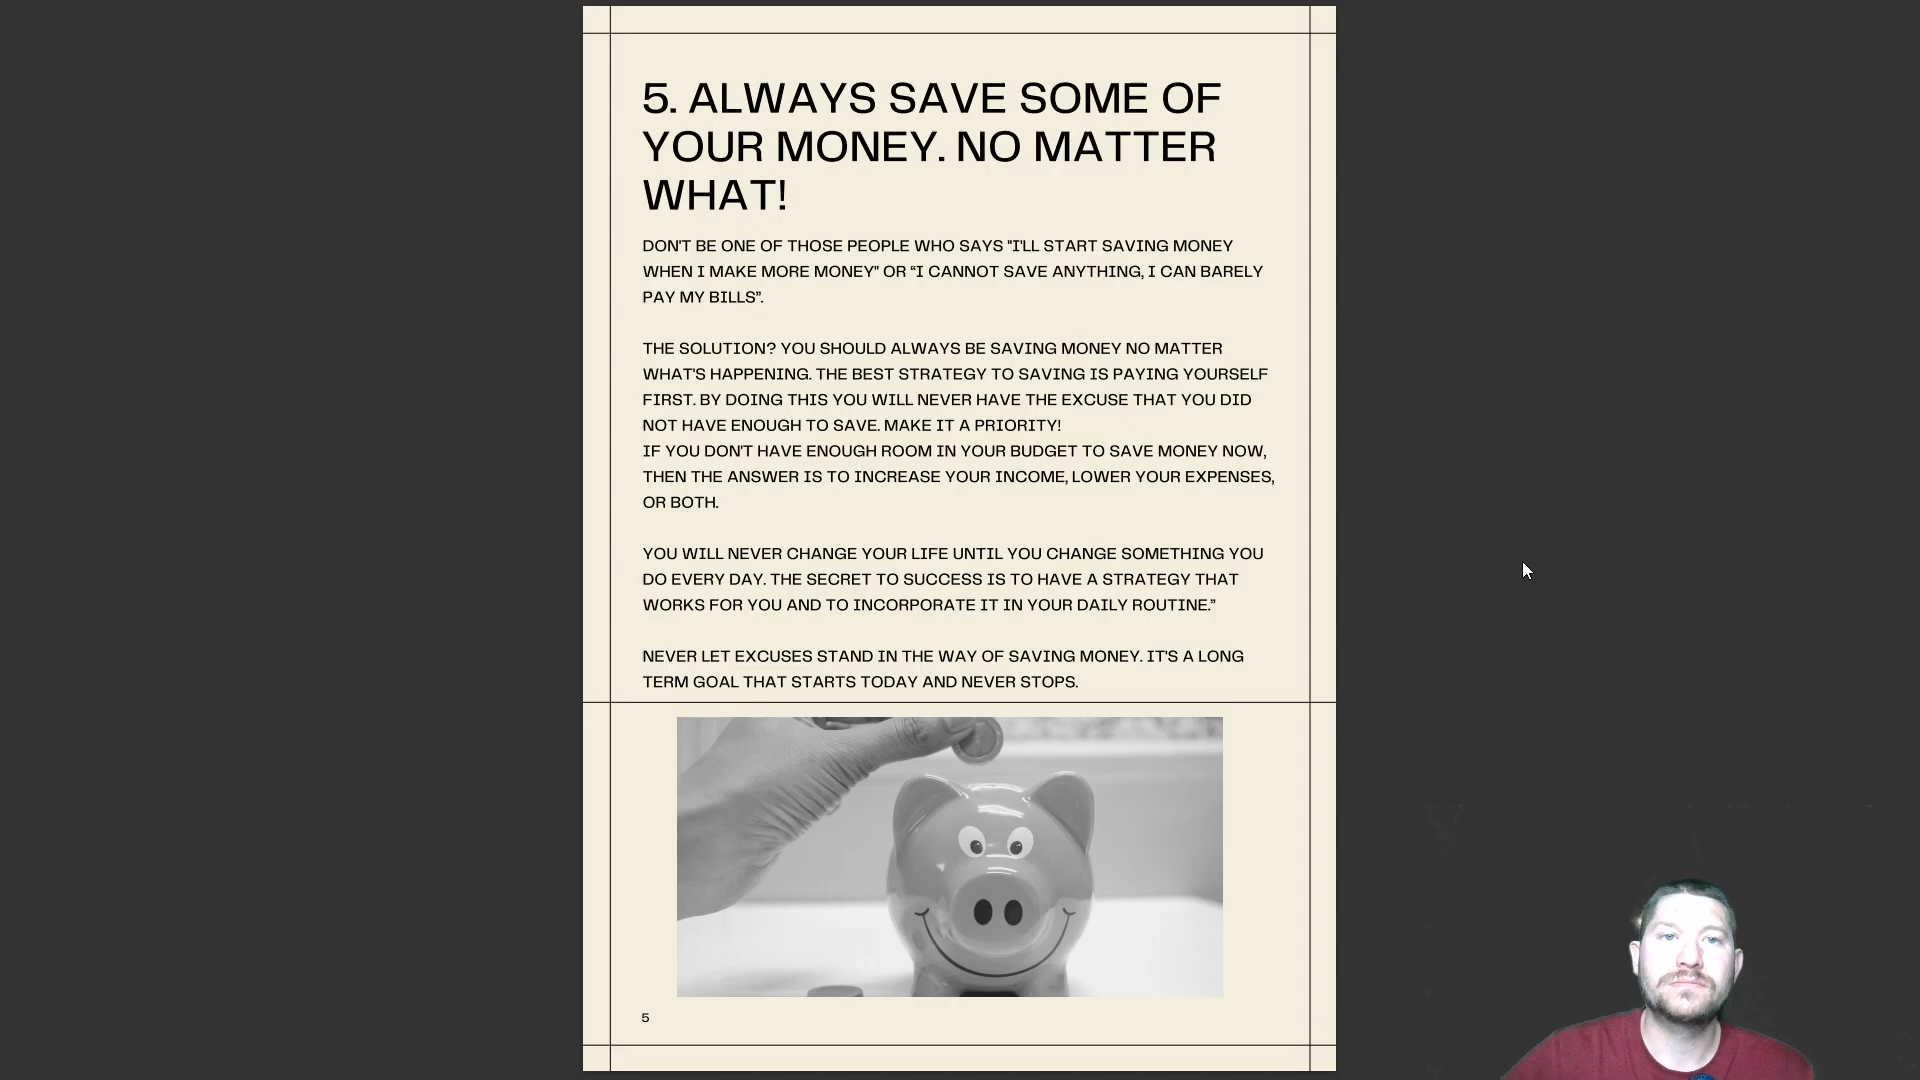 5. ALWAYS SAVE SOME OF
YOUR MONEY. NO MATTER
WHAT!
DON'T BE ONE OF THOSE PEOPLE WHO SAYS "I'LL START SAVING MONEY
WHEN I MAKE MORE MONEY" OR “I CANNOT SAVE ANYTHING, I CAN BARELY
PAY MY BILLS”.
THE SOLUTION? YOU SHOULD ALWAYS BE SAVING MONEY NO MATTER
WHAT'S HAPPENING. THE BEST STRATEGY TO SAVING IS PAYING YOURSELF
FIRST. BY DOING THIS YOU WILL NEVER HAVE THE EXCUSE THAT YOU DID
NOT HAVE ENOUGH TO SAVE. MAKE IT A PRIORITY!
IF YOU DON'T HAVE ENOUGH ROOM IN YOUR BUDGET TO SAVE MONEY NOW,
THEN THE ANSWER IS TO INCREASE YOUR INCOME, LOWER YOUR EXPENSES,
OR BOTH.
YOU WILL NEVER CHANGE YOUR LIFE UNTIL YOU CHANGE SOMETHING YOU
DO EVERY DAY. THE SECRET TO SUCCESS IS TO HAVE A STRATEGY THAT
WORKS FOR YOU AND TO INCORPORATE IT IN YOUR DAILY ROUTINE.”
NEVER LET EXCUSES STAND IN THE WAY OF SAVING MONEY. IT'S A LONG
TERM GOAL THAT STARTS TODAY AND NEVER STOPS.
5